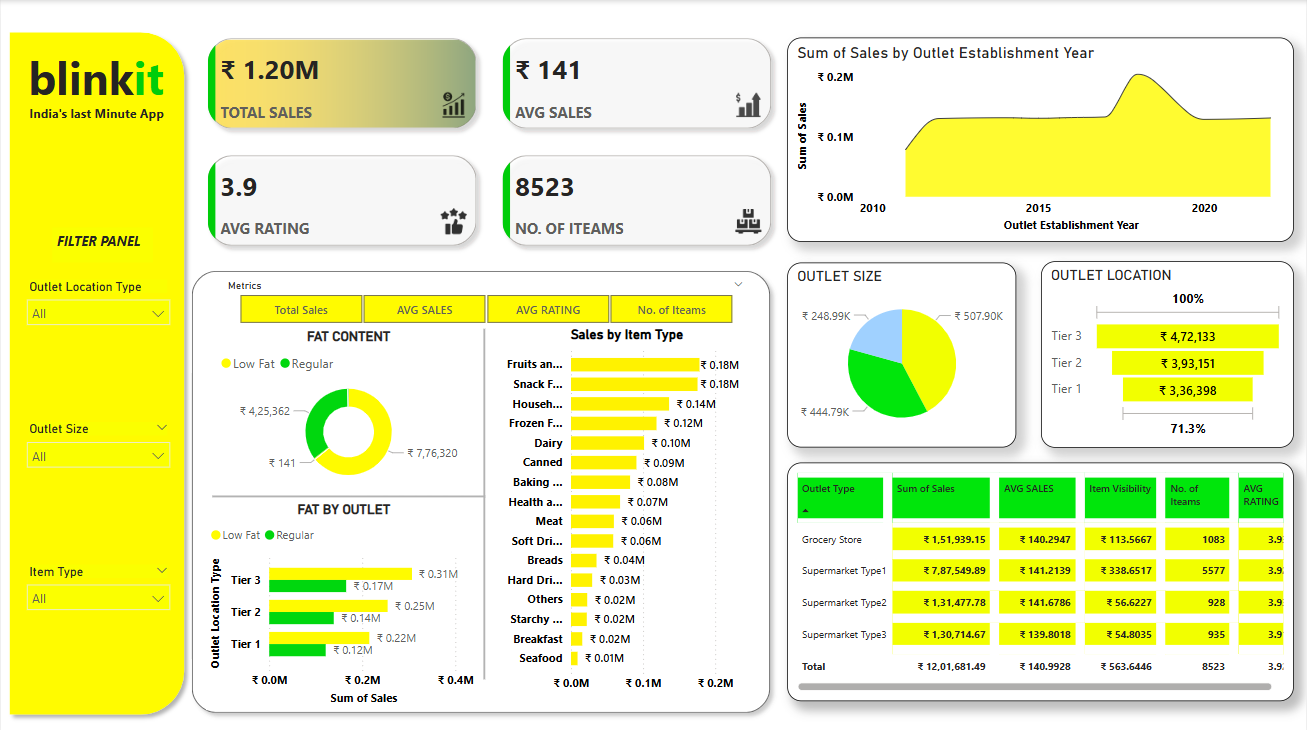 blinkit
India's last Minute App
FILTER PANEL
Outlet Location Type
All
Outlet Size
All
Item Type
All
₹ 1.20M
TOTAL SALES
₹ 141
AVG SALES
3.9
AVG RATING
8523
NO. OF ITEAMS
Metrics
Total Sales
AVG SALES
AVG RATING
No. of Iteams
FAT CONTENT
Low Fat Regular
₹ 4,25,362
₹ 141
₹ 7,76,320
FAT BY OUTLET
Low Fat Regular
Outlet Location Type
Tier 3 ₹ 0.31M
₹ 0.17M
Tier 2 ₹ 0.25M
₹ 0.14M
Tier 1 ₹ 0.22M
₹ 0.12M
₹ 0.0M ₹ 0.2M ₹ 0.4M
Sum of Sales
Sales by Item Type
Fruits an... ₹ 0.18M
Snack F... ₹ 0.18M
Househ... ₹ 0.14M
Frozen F... ₹ 0.12M
Dairy ₹ 0.10M
Canned ₹ 0.09M
Baking ... ₹ 0.08M
Health a... ₹ 0.07M
Meat ₹ 0.06M
Soft Dri... ₹ 0.06M
Breads ₹ 0.04M
Hard Dri... ₹ 0.03M
Others ₹ 0.02M
Starchy ... ₹ 0.02M
Breakfast ₹ 0.02M
Seafood ₹ 0.01M
₹ 0.0M ₹ 0.1M ₹ 0.2M
Sum of Sales by Outlet Establishment Year
Sum of Sales
₹ 0.2M
₹ 0.1M
₹ 0.0M
2010 2015 2020
Outlet Establishment Year
OUTLET SIZE
₹ 248.99K
₹ 507.90K
₹ 444.79K
OUTLET LOCATION
100%
Tier 3 ₹ 4,72,133
Tier 2 ₹ 3,93,151
Tier 1 ₹ 3,36,398
71.3%
Outlet Type Sum of Sales AVG SALES Item Visibility No. of Iteams AVG RATING
Grocery Store ₹ 1,51,939.15 ₹ 140.2947 1083
Supermarket Type1 ₹ 7,87,549.89 ₹ 141.2139 ₹ 338.6517 5577
Supermarket Type2 ₹ 1,31,477.78 ₹ 141.6786 ₹ 56.6227 928
Supermarket Type3 ₹ 1,30,714.67 ₹ 139.8018 ₹ 54.8035 935
Total ₹ 12,01,681.49 ₹ 140.9928 ₹ 563.6446 8523